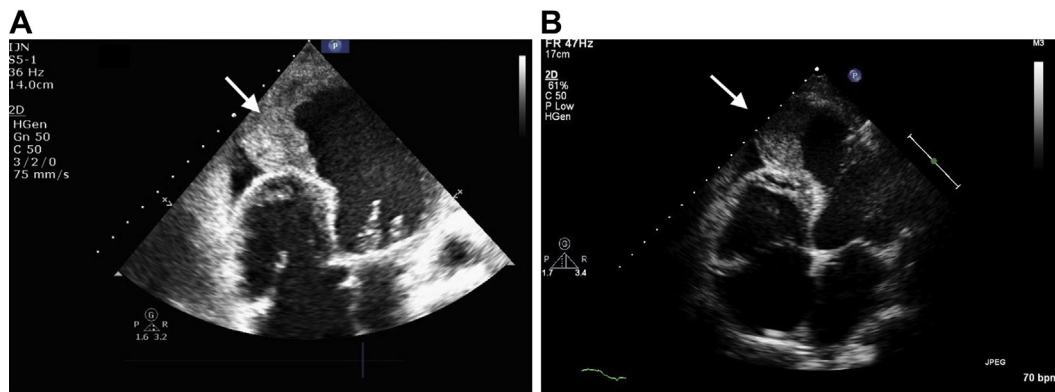 A
IJN
S5-1
36 Hz
14.0cm
2D
HGen
Gn 50
C 50
3/2/0
75 mm/s
P
G
P R
1.6 3.2
B
FR 47Hz
17cm
2D
61%
C 50
P Low
HGen
P
M3
G
P R
1.7 3.4
JPEG
70 bpm